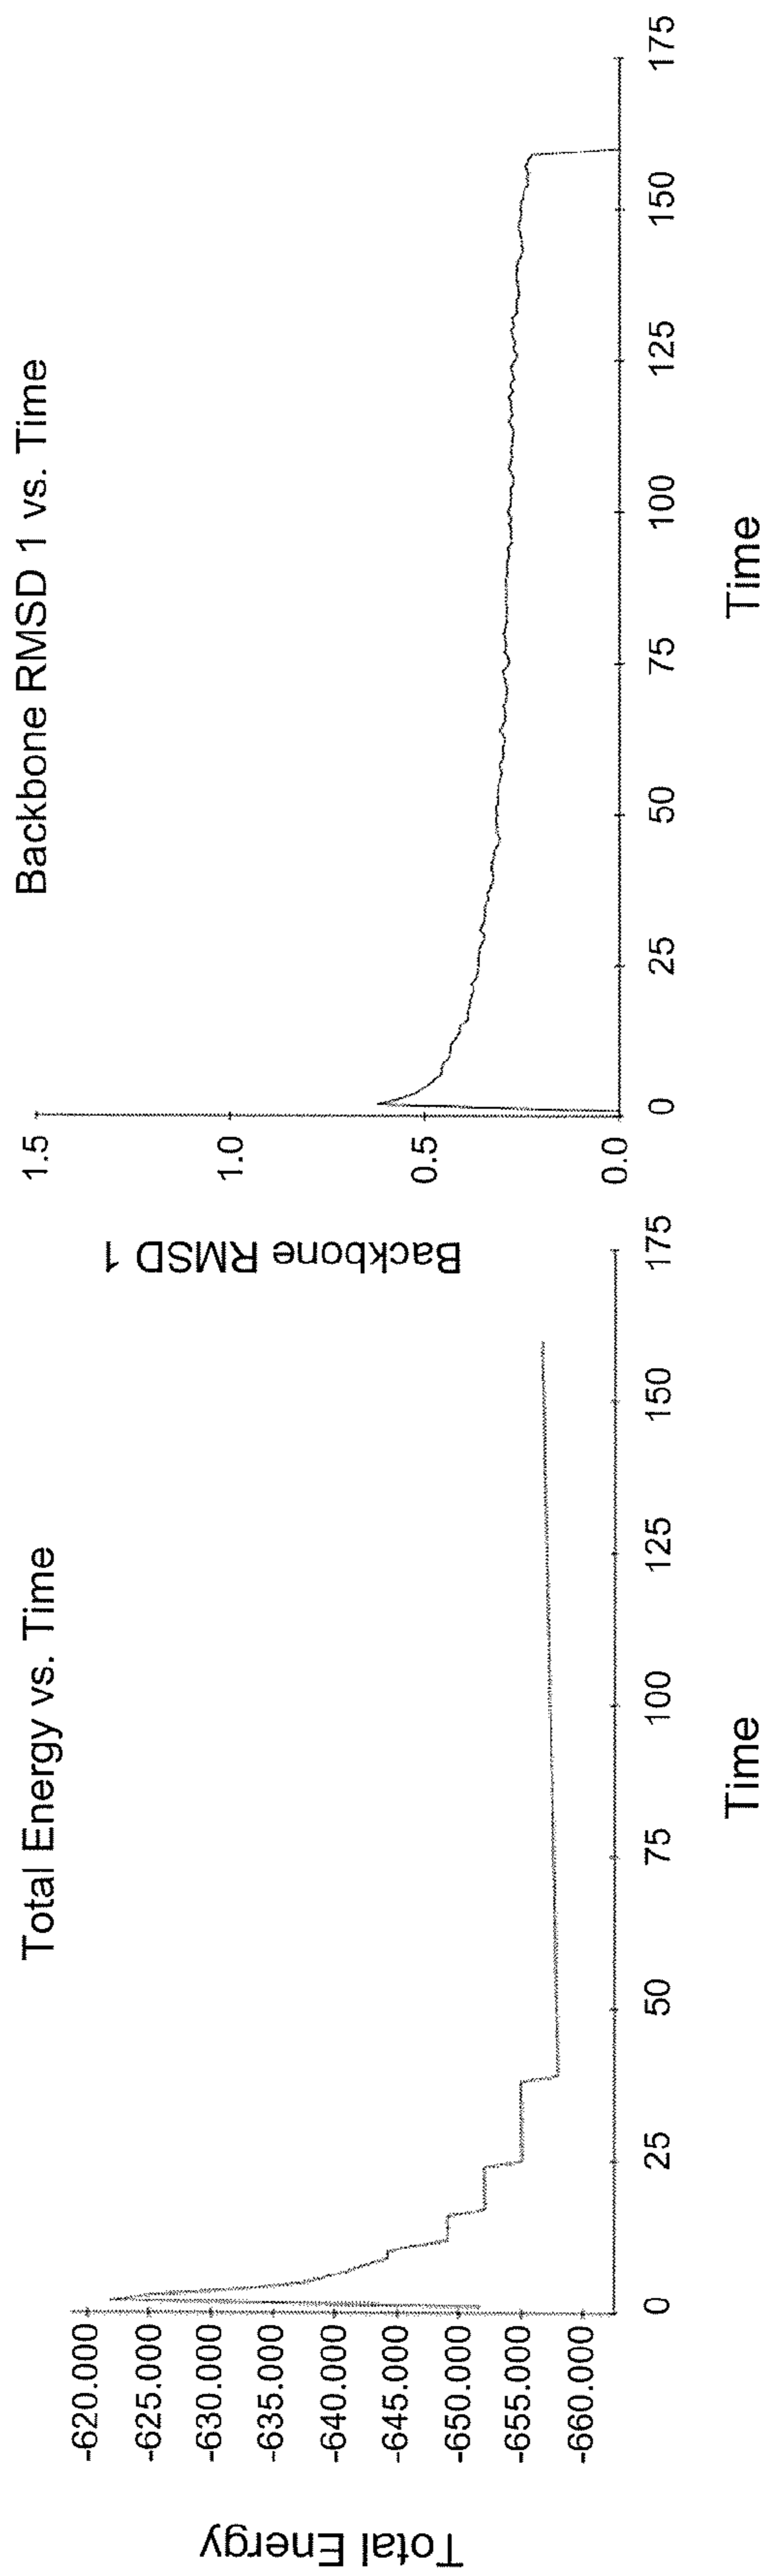 Total Energy vs. Time
Total Energy
-620.000
-625.000
-630.000
-635.000
-640.000
-645.000
-650.000
-655.000
-660.000
0 25 50 75 100 125 150 175
Time
Backbone RMSD 1 vs. Time
Backbone RMSD 1
1.5
1.0
0.5
0.0
0 25 50 75 100 125 150 175
Time